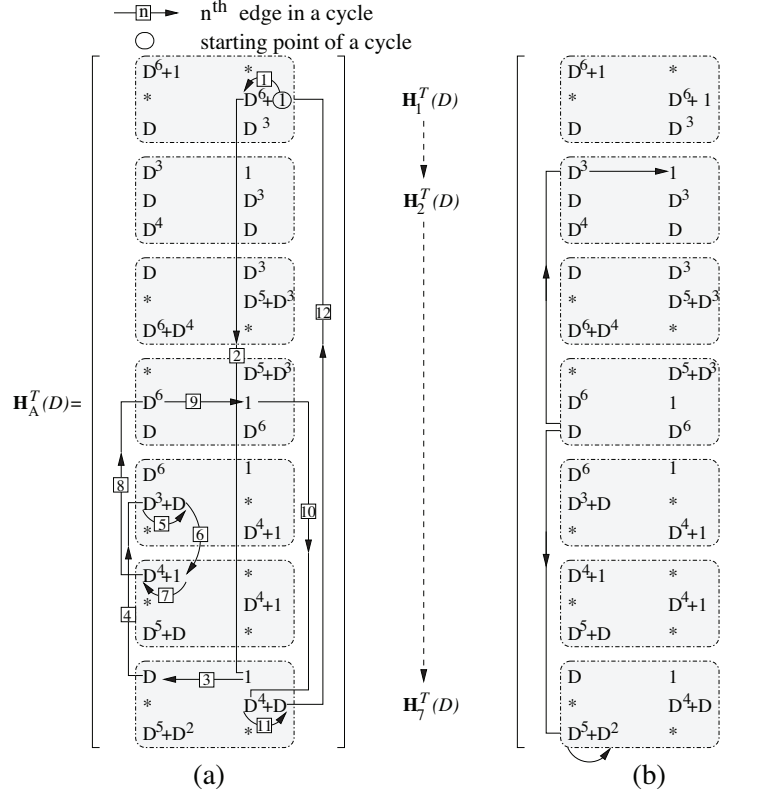 n nth edge in a cycle
starting point of a cycle
H_A^T(D)=
D^6+1 *
* D^6+1
D D^3
D^3 1
D D^3
D^4 D
D D^3
* D^5+D^3
D^6+D^4 *
* D^5+D^3
D^6 1
D D^6
D^6 1
D^3+D *
* D^4+1
D^4+1 *
* D^4+1
D^5+D *
D 1
* D^4+D
D^5+D^2 *
1
2
3
4
5
6
7
8
9
10
11
12
(a)
H_1^T(D)
H_2^T(D)
H_7^T(D)
D^6+1 *
* D^6+1
D D^3
D^3 1
D D^3
D^4 D
D D^3
* D^5+D^3
D^6+D^4 *
* D^5+D^3
D^6 1
D D^6
D^6 1
D^3+D *
* D^4+1
D^4+1 *
* D^4+1
D^5+D *
D 1
* D^4+D
D^5+D^2 *
(b)